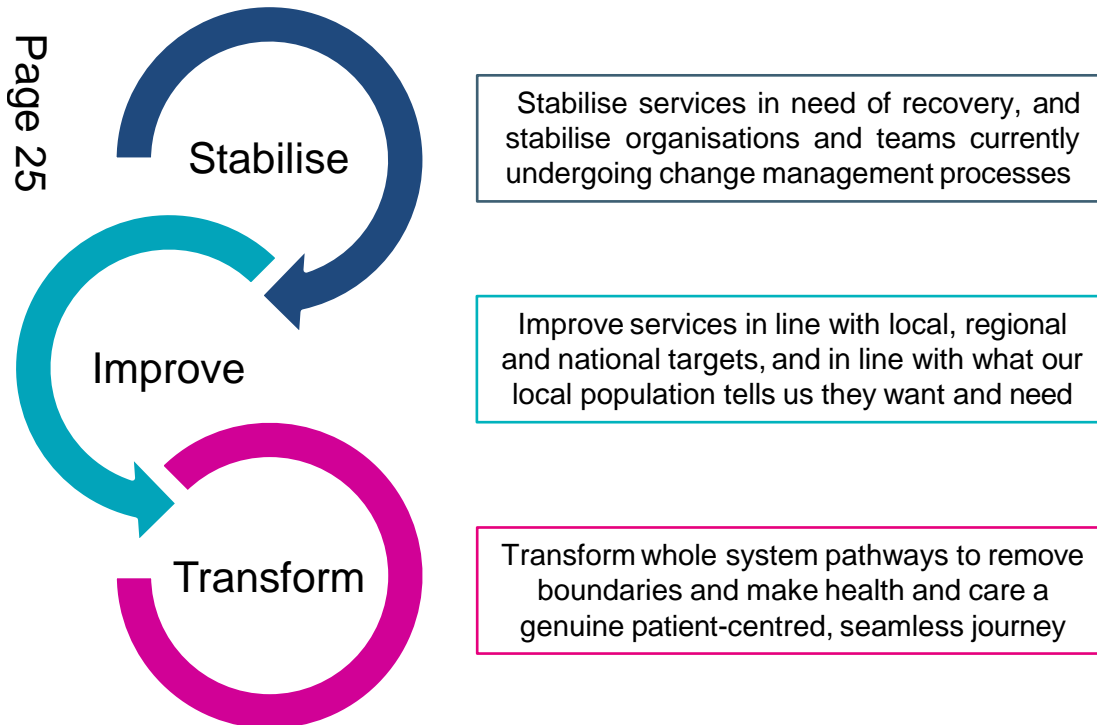 Page 25
Stabilise
Stabilise services in need of recovery, and
stabilise organisations and teams currently
undergoing change management processes
Improve
Improve services in line with local, regional
and national targets, and in line with what our
local population tells us they want and need
Transform
Transform whole system pathways to remove
boundaries and make health and care a
genuine patient-centred, seamless journey